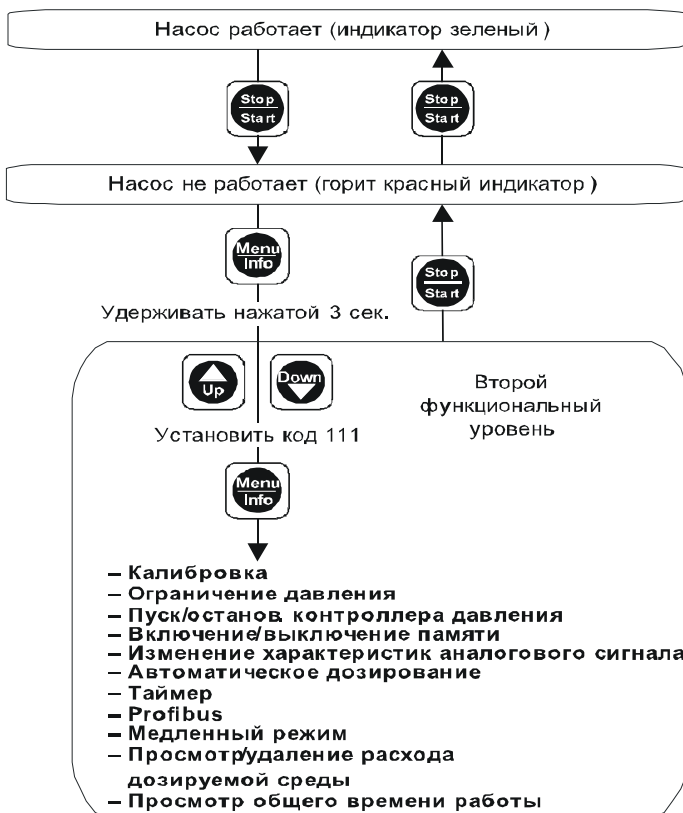 Насос работает (индикатор зеленый )
Stop
Start
Stop
Start
Насос не работает (горит красный индикатор )
Menu
Info
Stop
Start
Удерживать нажатой 3 сек.
Up
Down
Второй
функциональный
уровень
Установить код 111
Menu
Info
– Калибровка
– Ограничение давления
– Пуск/останов контроллера давления
– Включение/выключение памяти
– Изменение характеристик аналогового сигнала
– Автоматическое дозирование
– Таймер
– Profibus
– Медленный режим
– Просмотр/удаление расхода
дозируемой среды
– Просмотр общего времени работы